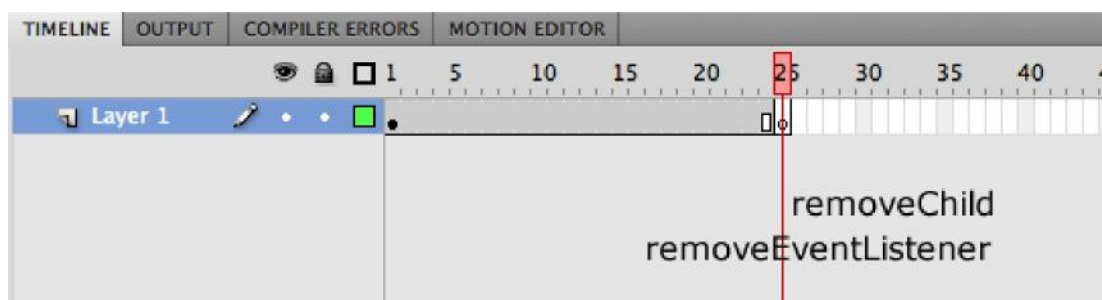 TIMELINE OUTPUT COMPILER ERRORS MOTION EDITOR
1 5 10 15 20 25 30 35 40
Layer 1
removeChild
removeEventListener